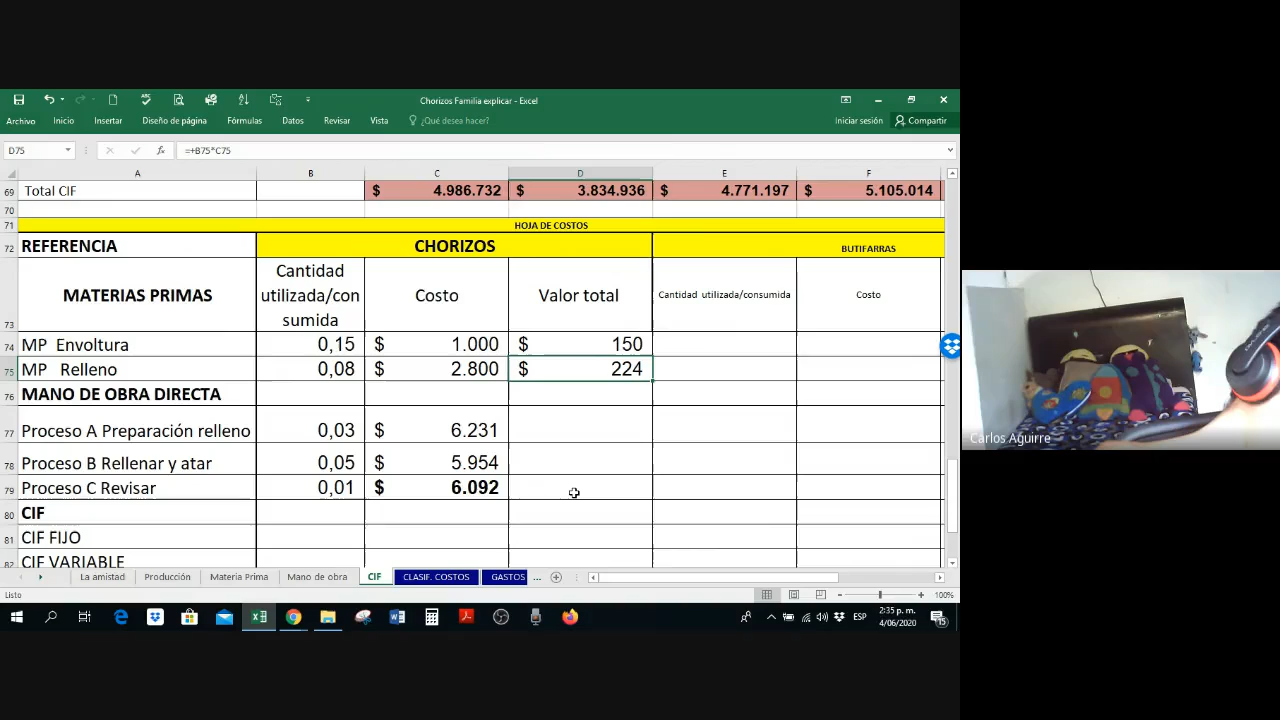 Chorizos Familia explicar - Excel
Archivo Inicio Insertar Diseño de página Fórmulas Datos Revisar Vista ¿Qué desea hacer? Iniciar sesión Compartir
D75 fx =+B75*C75
A B C D E F
69 Total CIF $ 4.986.732 $ 3.834.936 $ 4.771.197 $ 5.105.014
70
71 HOJA DE COSTOS
72 REFERENCIA CHORIZOS BUTIFARRAS
73 MATERIAS PRIMAS Cantidad utilizada/con sumida Costo Valor total Cantidad utilizada/consumida Costo
74 MP Envoltura 0,15 $ 1.000 $ 150
75 MP Relleno 0,08 $ 2.800 $ 224
76 MANO DE OBRA DIRECTA
77 Proceso A Preparación relleno 0,03 $ 6.231
78 Proceso B Rellenar y atar 0,05 $ 5.954
79 Proceso C Revisar 0,01 $ 6.092
80 CIF
81 CIF FIJO
82 CIF VARIABLE
La amistad Producción Materia Prima Mano de obra CIF CLASIF. COSTOS GASTOS ...
Listo 100%
ESP 2:35 p. m.
4/06/2020 15
Carlos Aguirre